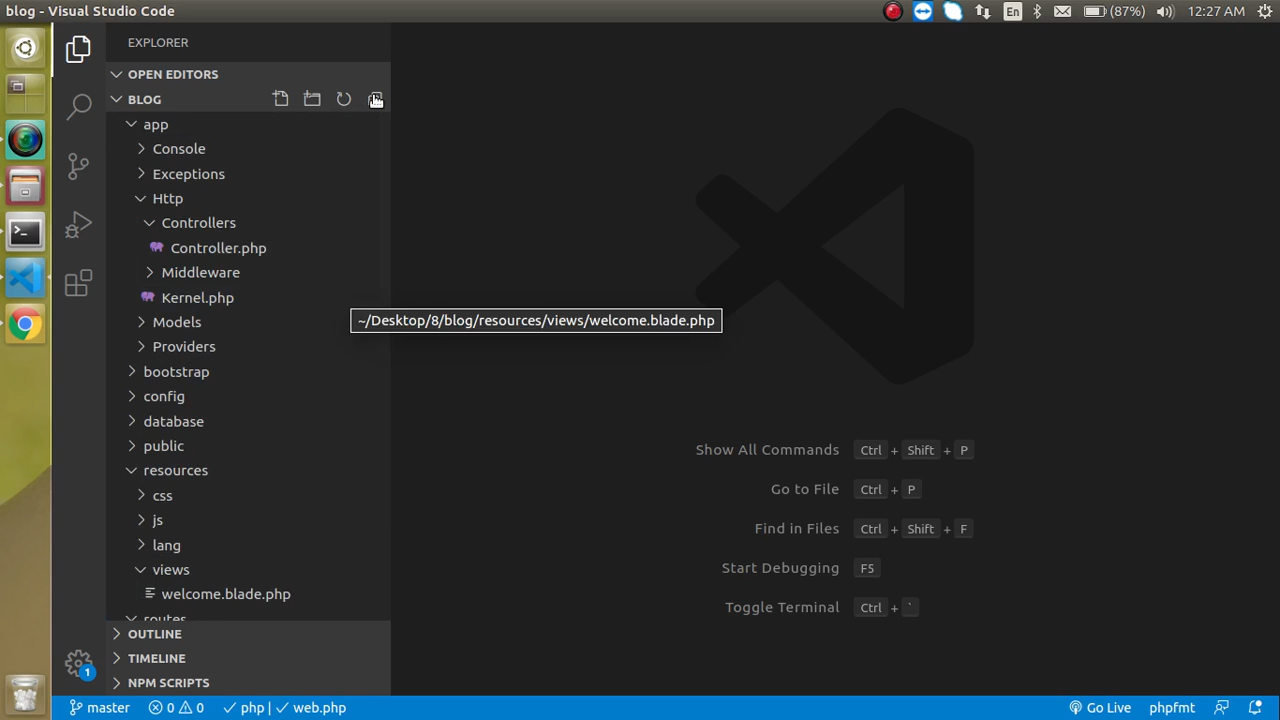 blog - Visual Studio Code
En
(87%)
12:27 AM
EXPLORER
OPEN EDITORS
BLOG
app
Console
Exceptions
Http
Controllers
Controller.php
Middleware
Kernel.php
Models
Providers
bootstrap
config
database
public
resources
css
js
lang
views
welcome.blade.php
routes
~/Desktop/8/blog/resources/views/welcome.blade.php
Show All Commands Ctrl + Shift + P
Go to File Ctrl + P
Find in Files Ctrl + Shift + F
Start Debugging F5
Toggle Terminal Ctrl + `
OUTLINE
TIMELINE
NPM SCRIPTS
1
master 0 0 php | web.php Go Live phpfmt